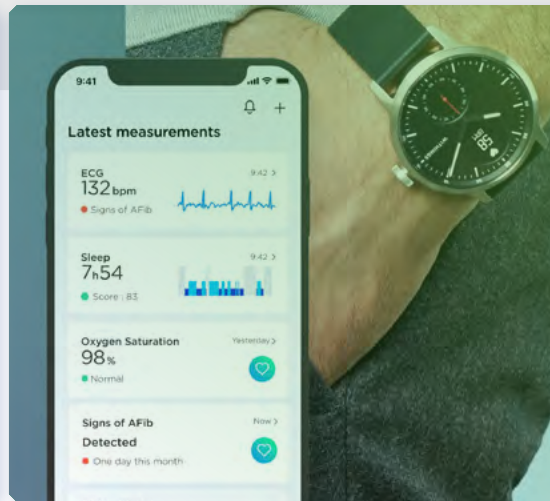 9:41
Latest measurements
ECG
9:42 >
132 bpm
Signs of AFib
Sleep
9:42 >
7h54
Score : 83
Oxygen Saturation
Yesterday >
98%
Normal
Signs of AFib
Now >
Detected
One day this month
WITHINGS